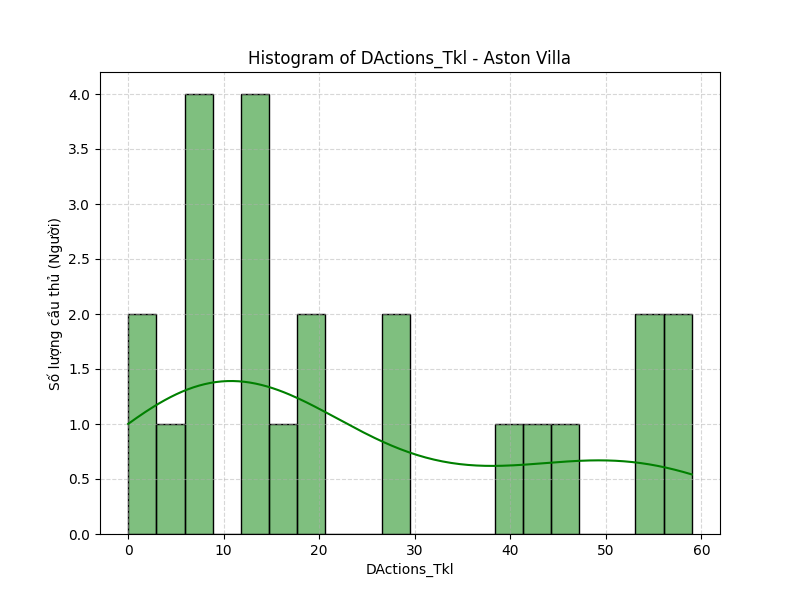 Histogram of DActions_Tkl - Aston Villa
Số lượng cầu thủ (Người)
4.0
3.5
3.0
2.5
2.0
1.5
1.0
0.5
0.0
0 10 20 30 40 50 60
DActions_Tkl